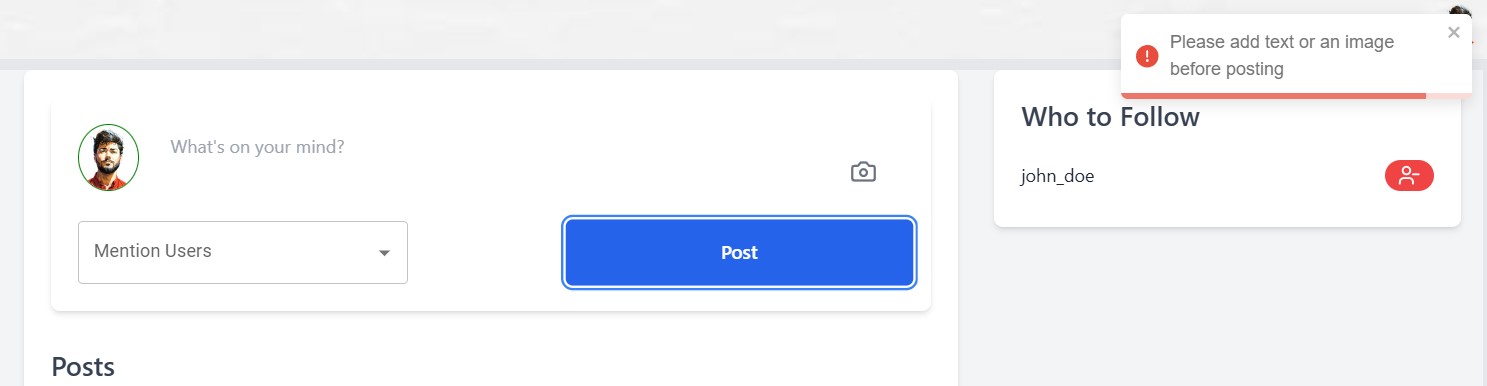 Please add text or an image
before posting
What's on your mind?
Mention Users
Post
Posts
Who to Follow
john_doe